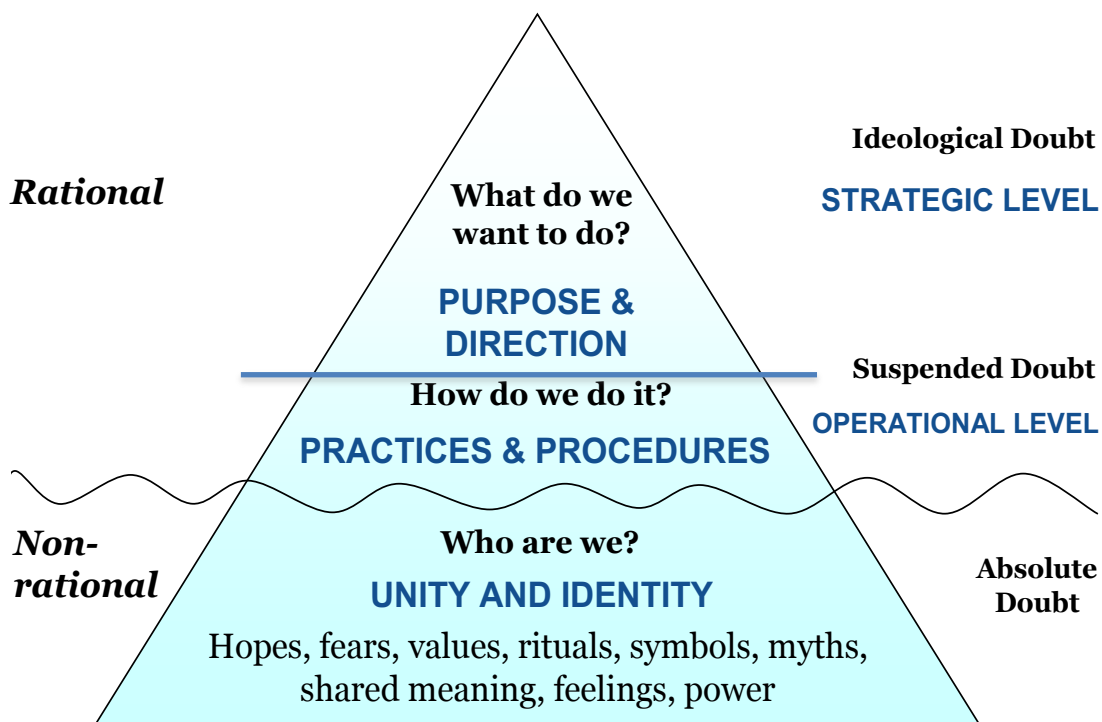 Rational
What do we
want to do?
PURPOSE &
DIRECTION
Ideological Doubt
STRATEGIC LEVEL
How do we do it?
PRACTICES & PROCEDURES
Suspended Doubt
OPERATIONAL LEVEL
Non-
rational
Who are we?
UNITY AND IDENTITY
Hopes, fears, values, rituals, symbols, myths,
shared meaning, feelings, power
Absolute
Doubt